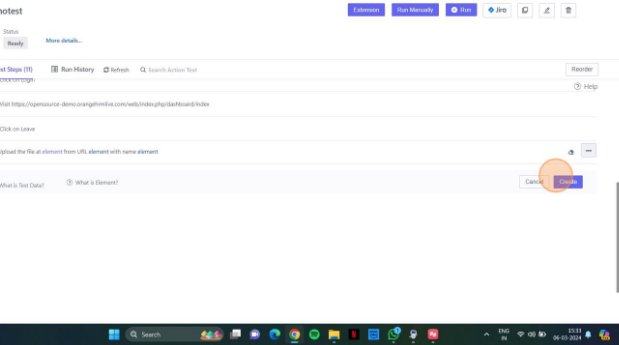 notest
Extension Run Manually Run Jira
Status
Ready More details...
st Steps (11) Run History Refresh Search Action Text Reorder
Click on Login. Help
Visit https://opensource-demo.orangehrmlive.com/web/index.php/dashboard/index
Click on Leave
Upload the file at element from URL element with name element
What is Test Data? What is Element? Cancel Create
Search ENG IN 15:33 06-03-2024